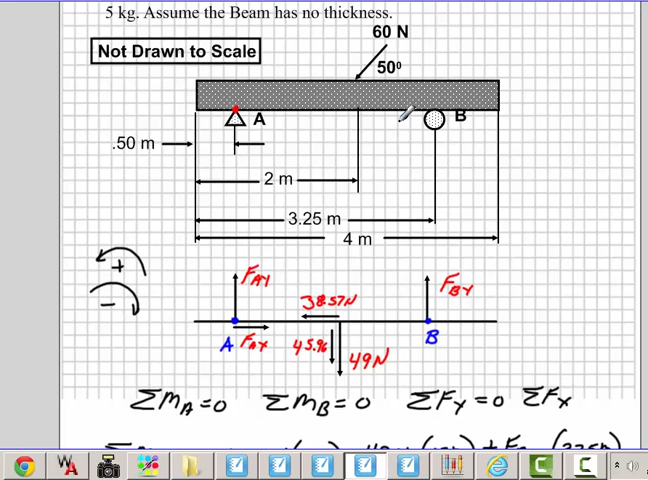 5 kg. Assume the Beam has no thickness.
60 N
Not Drawn to Scale
50⁰
A
B
.50 m
2 m
3.25 m
4 m
+
−
FAY
38.57N
FBY
A
FAX
45.96
49N
B
ΣMA=0 ΣMB=0 ΣFY=0 ΣFX